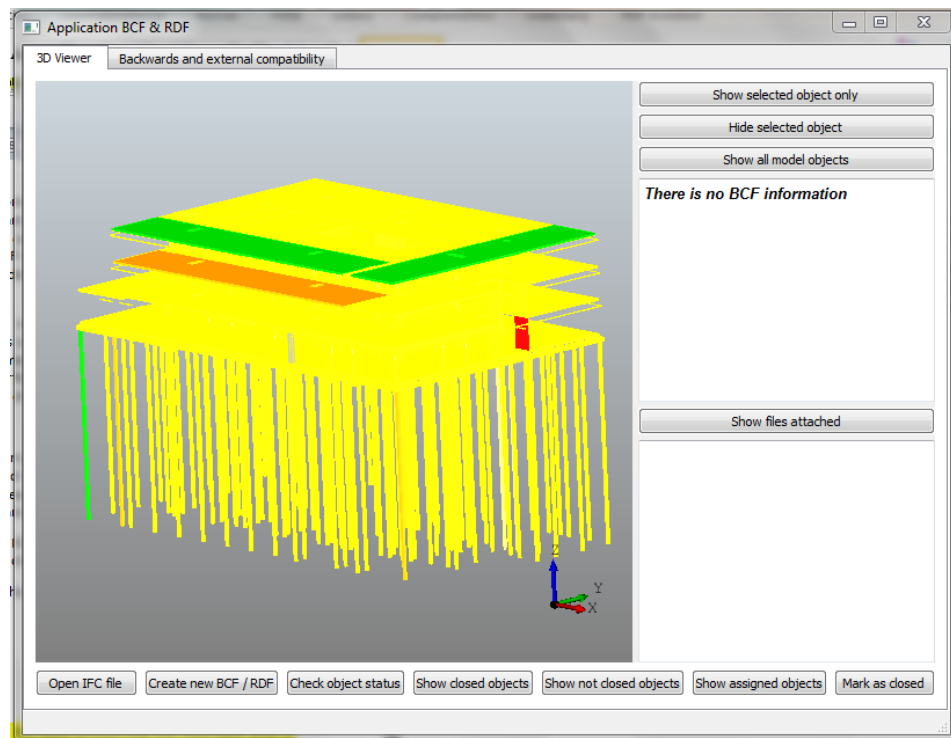 Application BCF & RDF
3D Viewer
Backwards and external compatibility
Show selected object only
Hide selected object
Show all model objects
There is no BCF information
Show files attached
Z
Y
X
Open IFC file
Create new BCF / RDF
Check object status
Show closed objects
Show not closed objects
Show assigned objects
Mark as closed